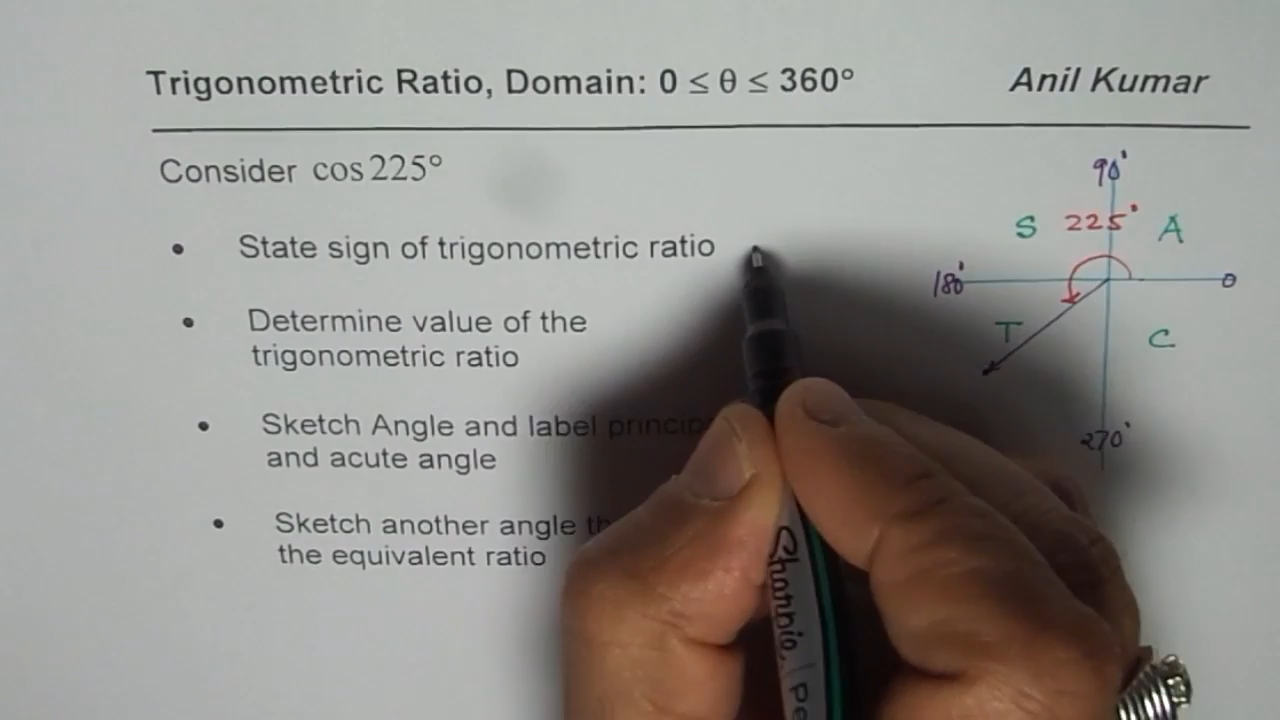 Trigonometric Ratio, Domain: 0 ≤ θ ≤ 360° Anil Kumar
Consider cos 225°
90°
S 225° A
• State sign of trigonometric ratio
180° 0
• Determine value of the
trigonometric ratio
T C
• Sketch Angle and label
and acute angle
270°
• Sketch another angle
the equivalent ratio
Sharpie